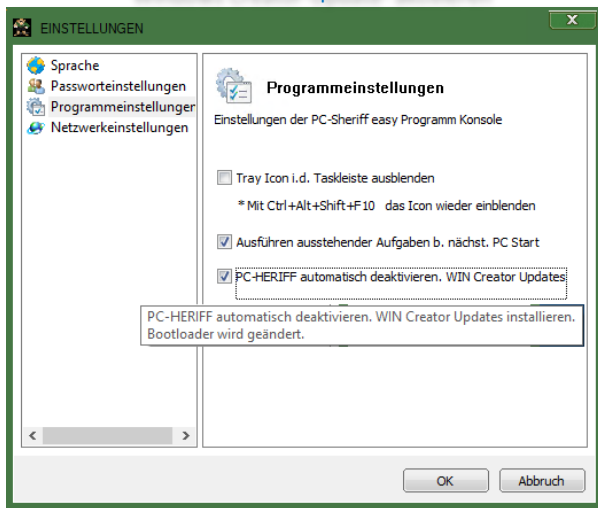 EINSTELLUNGEN
X
Sprache
Passworteinstellungen
Programmeinstellunger
Netzwerkeinstellungen
Programmeinstellungen
Einstellungen der PC-Sheriff easy Programm Konsole
Tray Icon i.d. Taskleiste ausblenden
* Mit Ctrl+Alt+Shift+F10 das Icon wieder einblenden
Ausführen ausstehender Aufgaben b. nächst. PC Start
PC-HERIFF automatisch deaktivieren. WIN Creator Updates
PC-HERIFF automatisch deaktivieren. WIN Creator Updates installieren.
Bootloader wird geändert.
OK
Abbruch